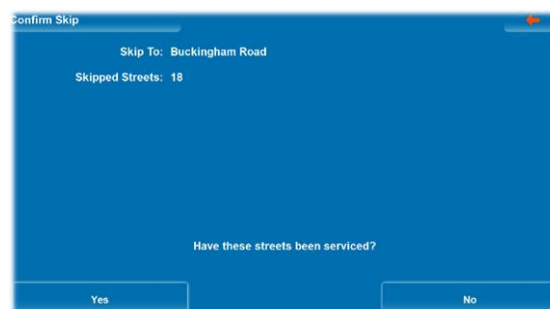 Confirm Skip
Skip To: Buckingham Road
Skipped Streets: 18
Have these streets been serviced?
Yes No